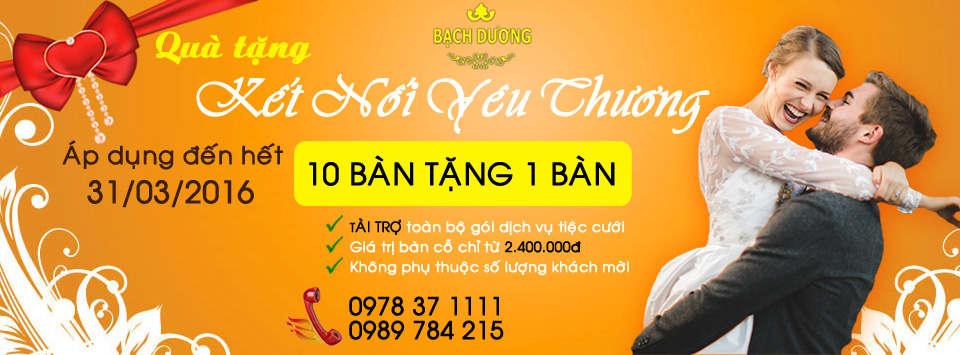 BẠCH DƯƠNG
Quà tặng
Kết Nối Yêu Thương
Áp dụng đến hết
31/03/2016
10 BÀN TẶNG 1 BÀN
TÀI TRỢ toàn bộ gói dịch vụ tiệc cưới
Giá trị bàn cỗ chỉ từ 2.400.000đ
Không phụ thuộc số lượng khách mời
0978 37 1111
0989 784 215